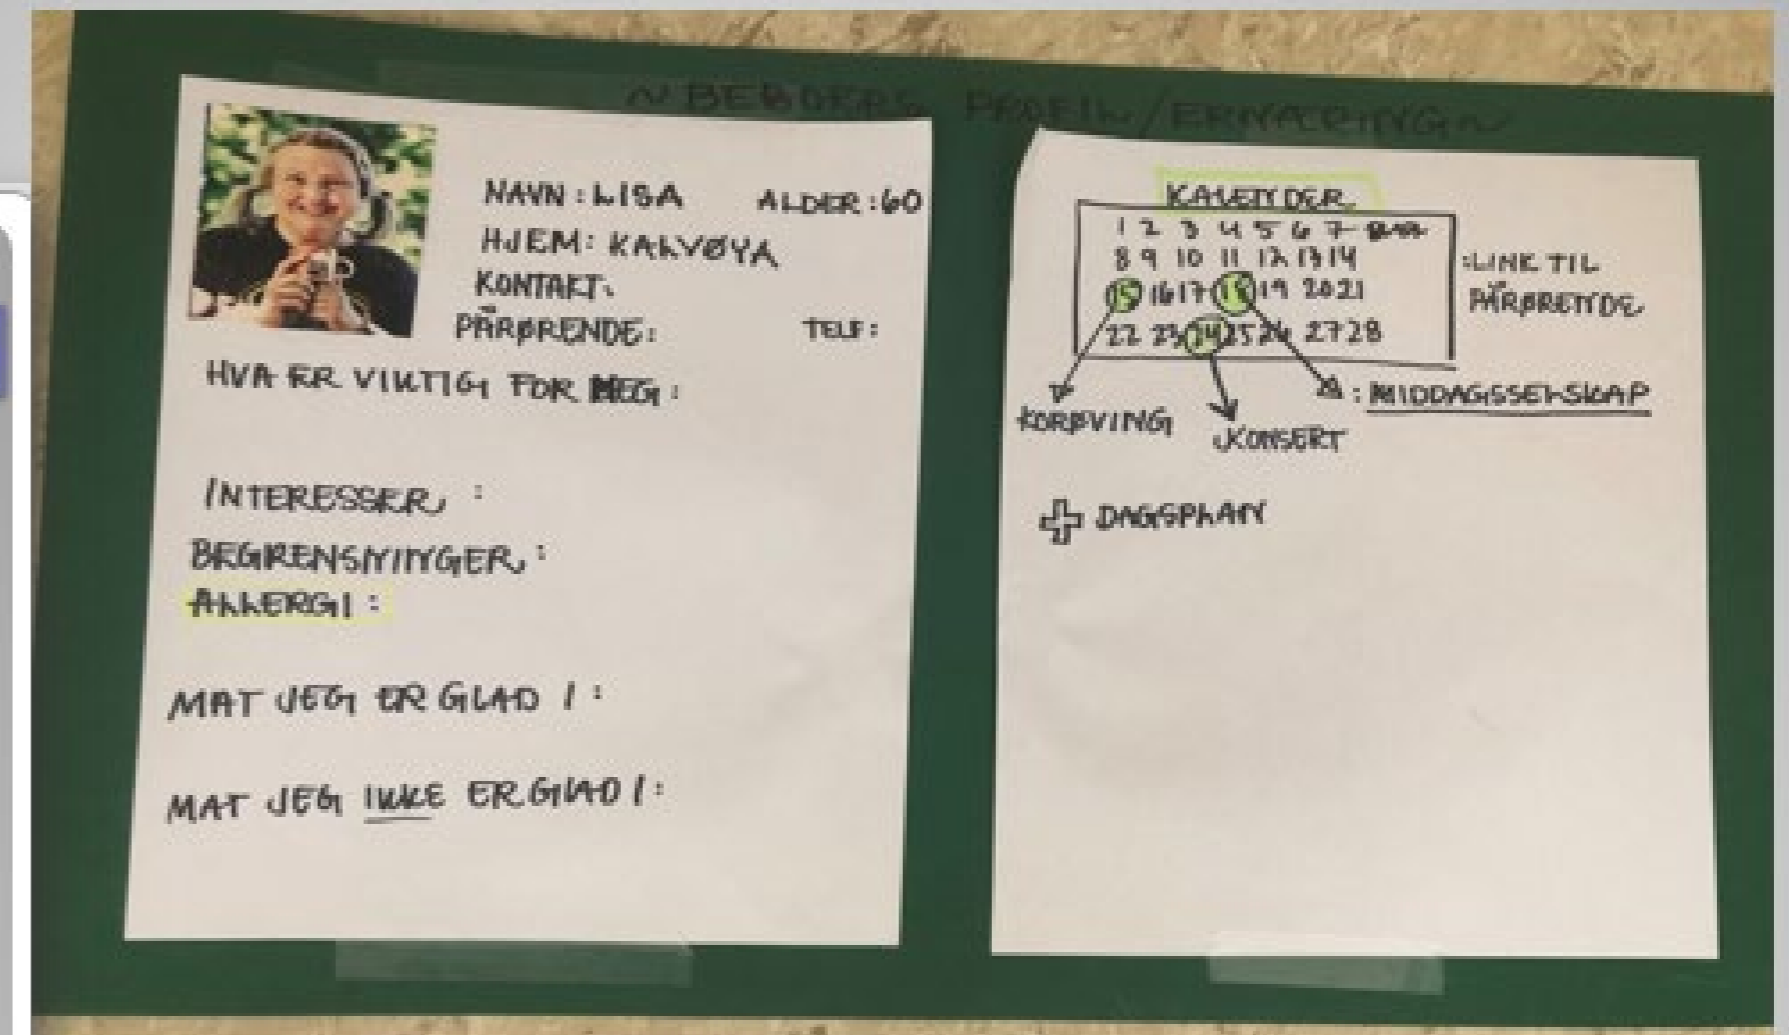 ~ BEBOERS PROFIL/ERNÆRING ~
NAVN: LISA ALDER: 60
HJEM: KALVØYA
KONTAKT:
PÅRØRENDE: TELF:
HVA ER VIKTIG FOR MEG:
INTERESSER:
BEGRENSNINGER:
ALLERGI:
MAT JEG ER GLAD I:
MAT JEG IKKE ER GLAD I:
KALENDER
1 2 3 4 5 6 7
8 9 10 11 12 13 14
15 16 17 18 19 20 21
22 23 24 25 26 27 28
: LINK TIL
PÅRØRENDE
KORØVING
KONSERT
: MIDDAGSSELSKAP
DAGSPLAN